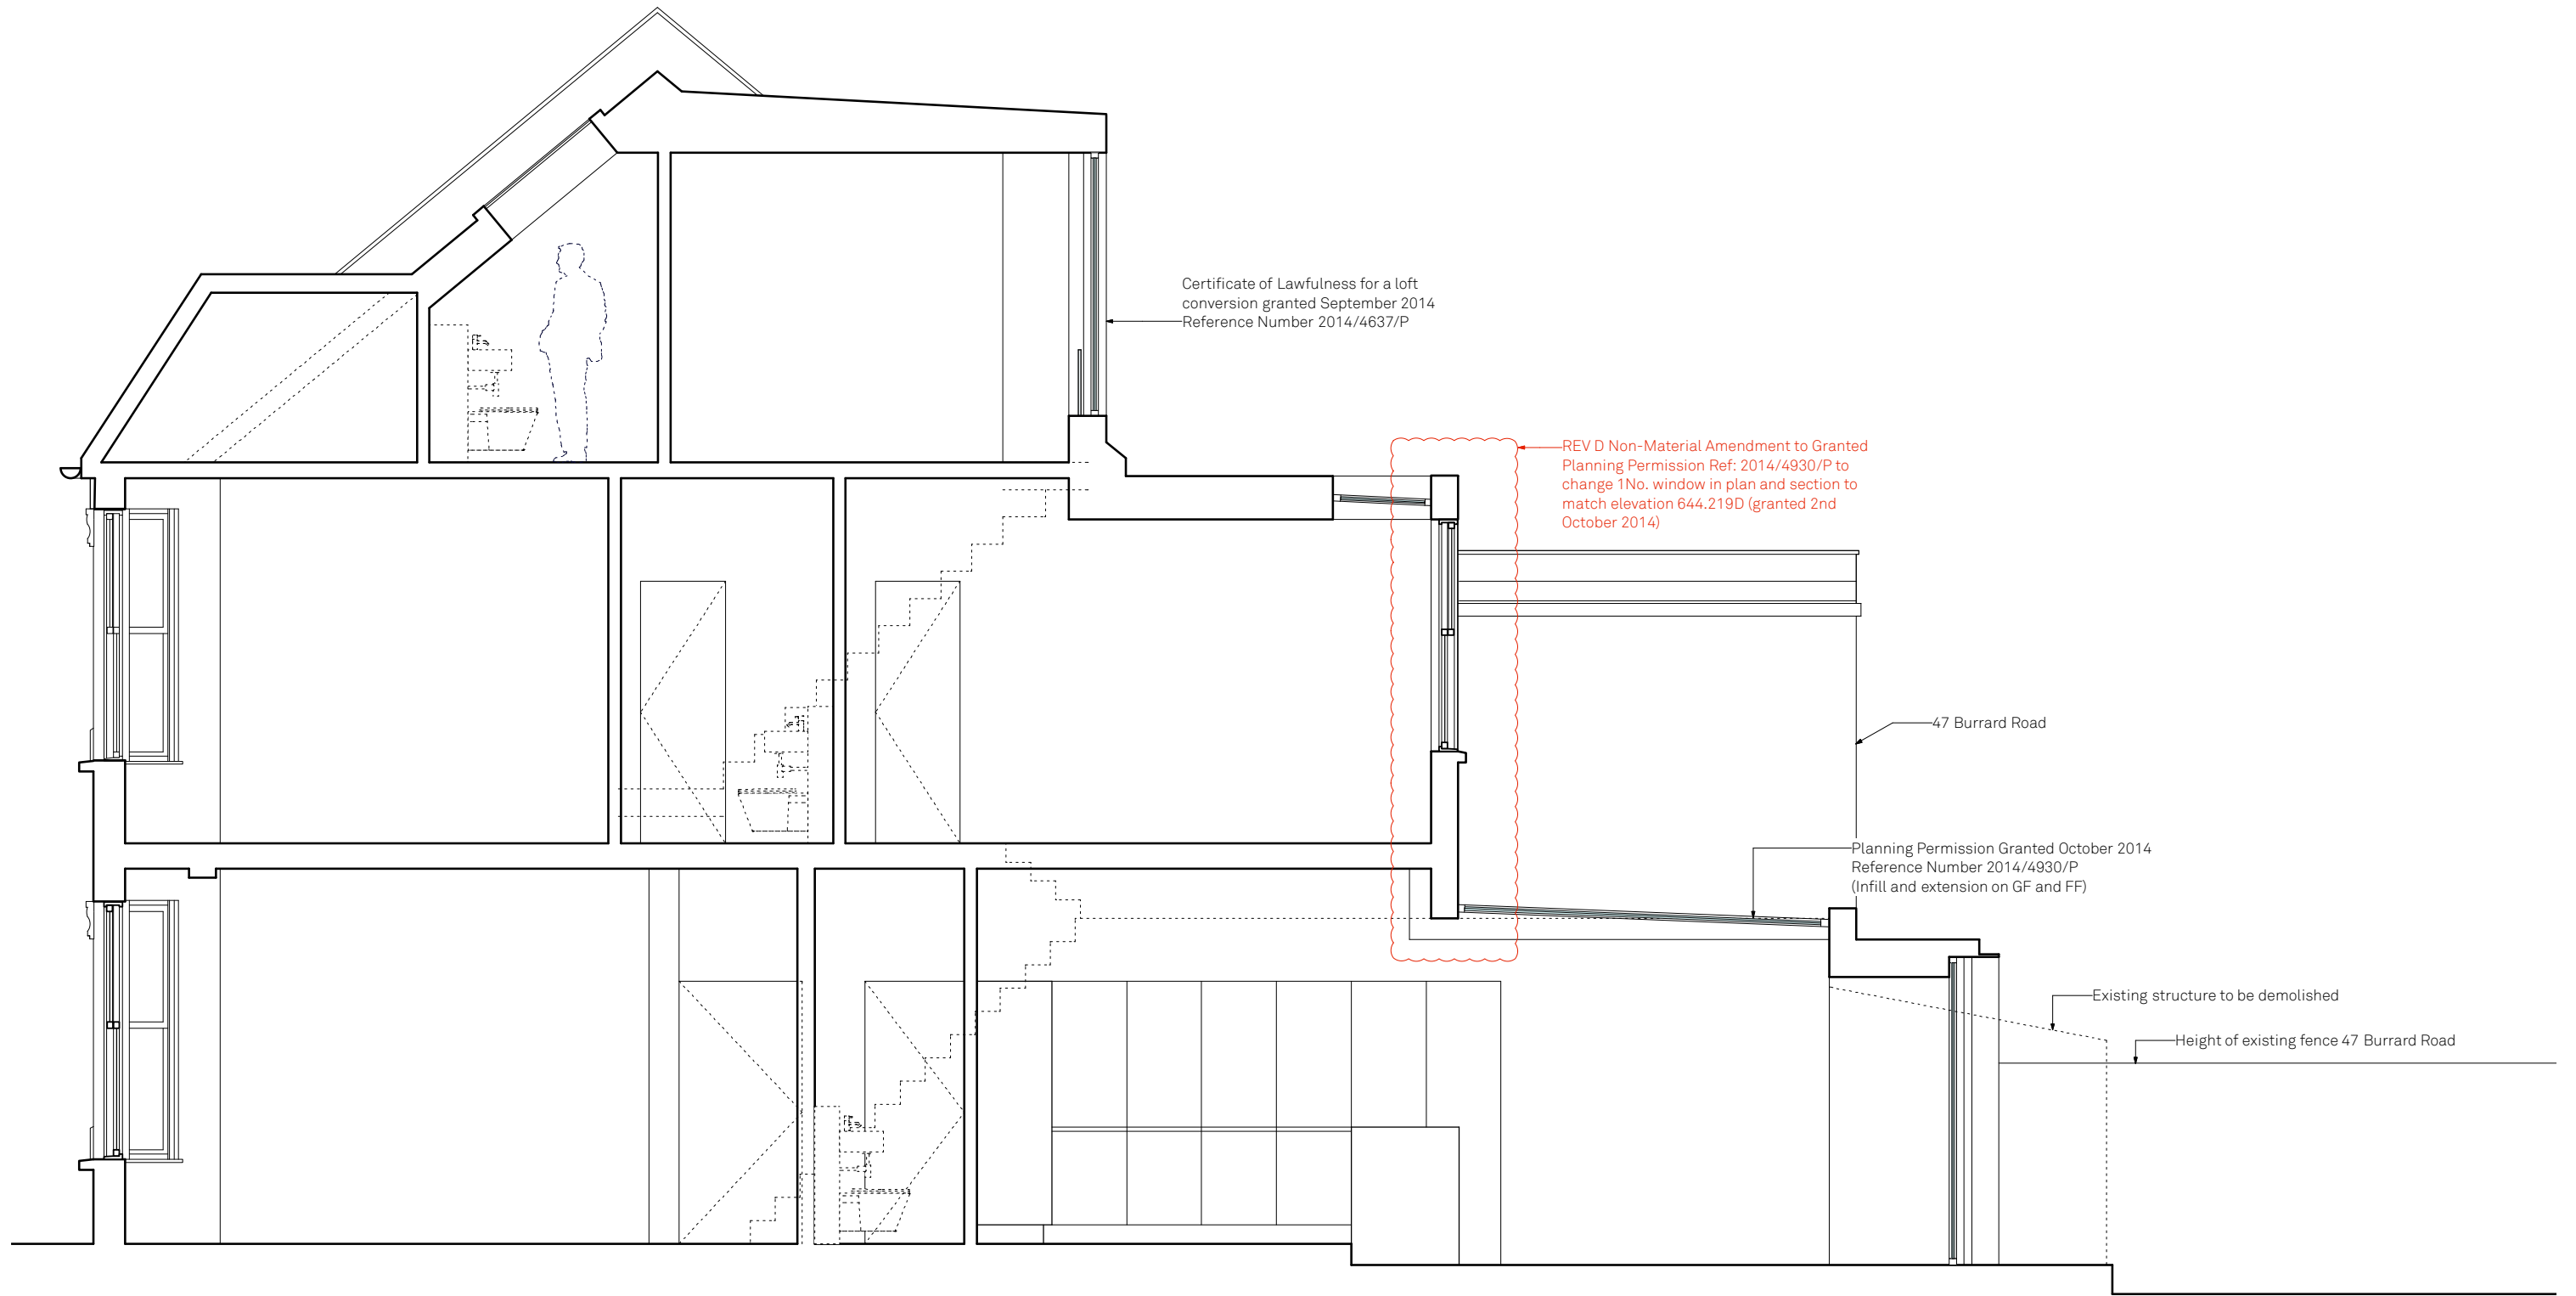 Certificate of Lawfulness for a loft
conversion granted September 2014
Reference Number 2014/4637/P
REV D Non-Material Amendment to Granted
Planning Permission Ref: 2014/4930/P to
change 1No. window in plan and section to
match elevation 644.219D (granted 2nd
October 2014)
47 Burrard Road
Planning Permission Granted October 2014
Reference Number 2014/4930/P
(Infill and extension on GF and FF)
Existing structure to be demolished
Height of existing fence 47 Burrard Road